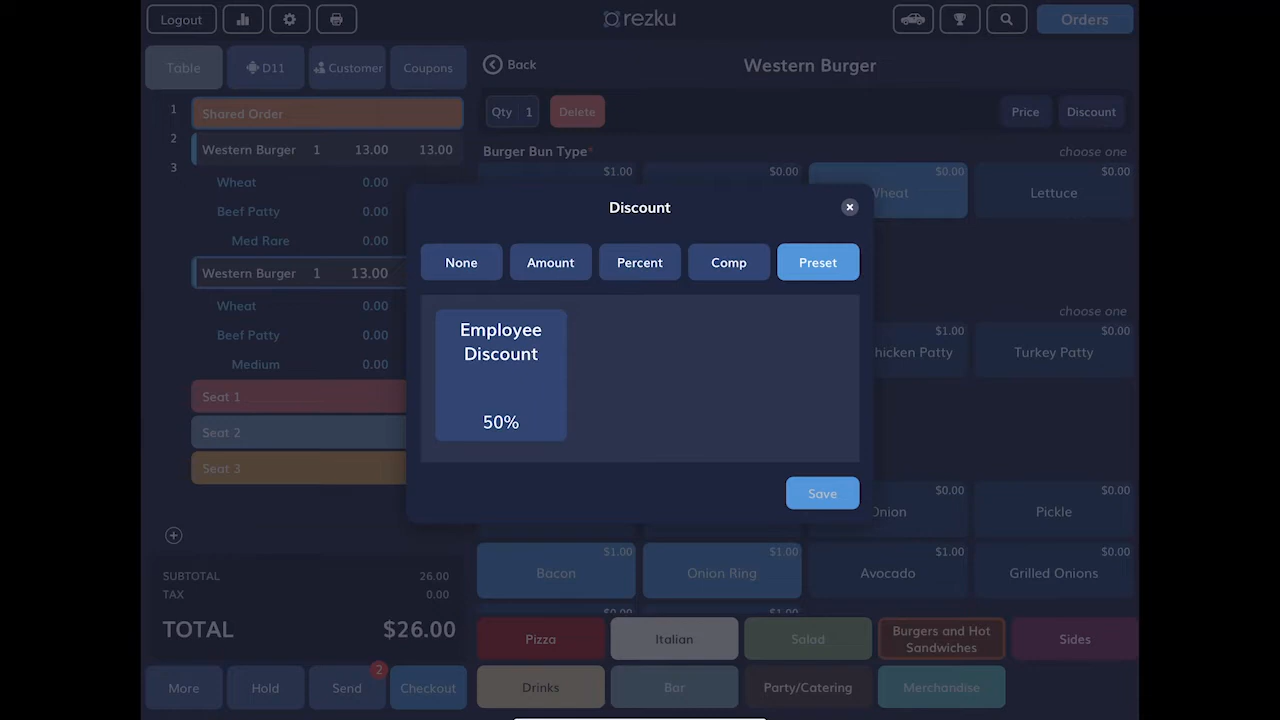 Logout
rezku
Orders
Table
D11
Customer
Coupons
Back
Western Burger
1
Shared Order
Qty 1
Delete
Price
Discount
2
Western Burger 1 13.00 13.00
Burger Bun Type*
choose one
3
$1.00
$0.00
$0.00
$0.00
Wheat 0.00
Wheat
Lettuce
Beef Patty 0.00
Med Rare 0.00
Western Burger 1 13.00
Wheat 0.00
Beef Patty 0.00
Medium 0.00
Discount
None
Amount
Percent
Comp
Preset
Employee
Discount
50%
Save
choose one
$1.00
$0.00
hicken Patty
Turkey Patty
Seat 1
Seat 2
Seat 3
$0.00
$0.00
Onion
Pickle
$1.00
$1.00
$1.00
$0.00
Bacon
Onion Ring
Avocado
Grilled Onions
$0.00
$1.00
SUBTOTAL 26.00
TAX 0.00
TOTAL $26.00
Pizza
Italian
Salad
Burgers and Hot
Sandwiches
Sides
More
Hold
Send
2
Checkout
Drinks
Bar
Party/Catering
Merchandise